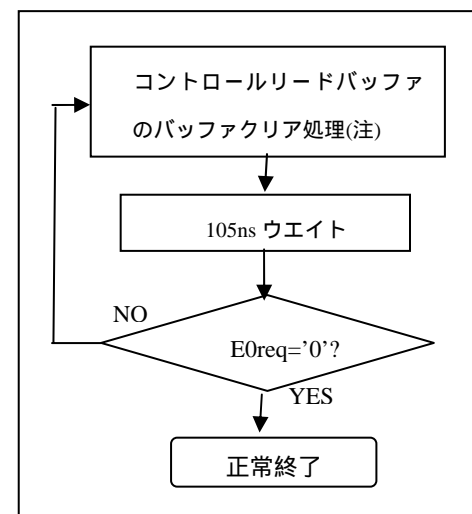 コントロールリードバッファ
のバッファクリア処理(注)
105ns ウエイト
NO
E0req='0'?
YES
正常終了